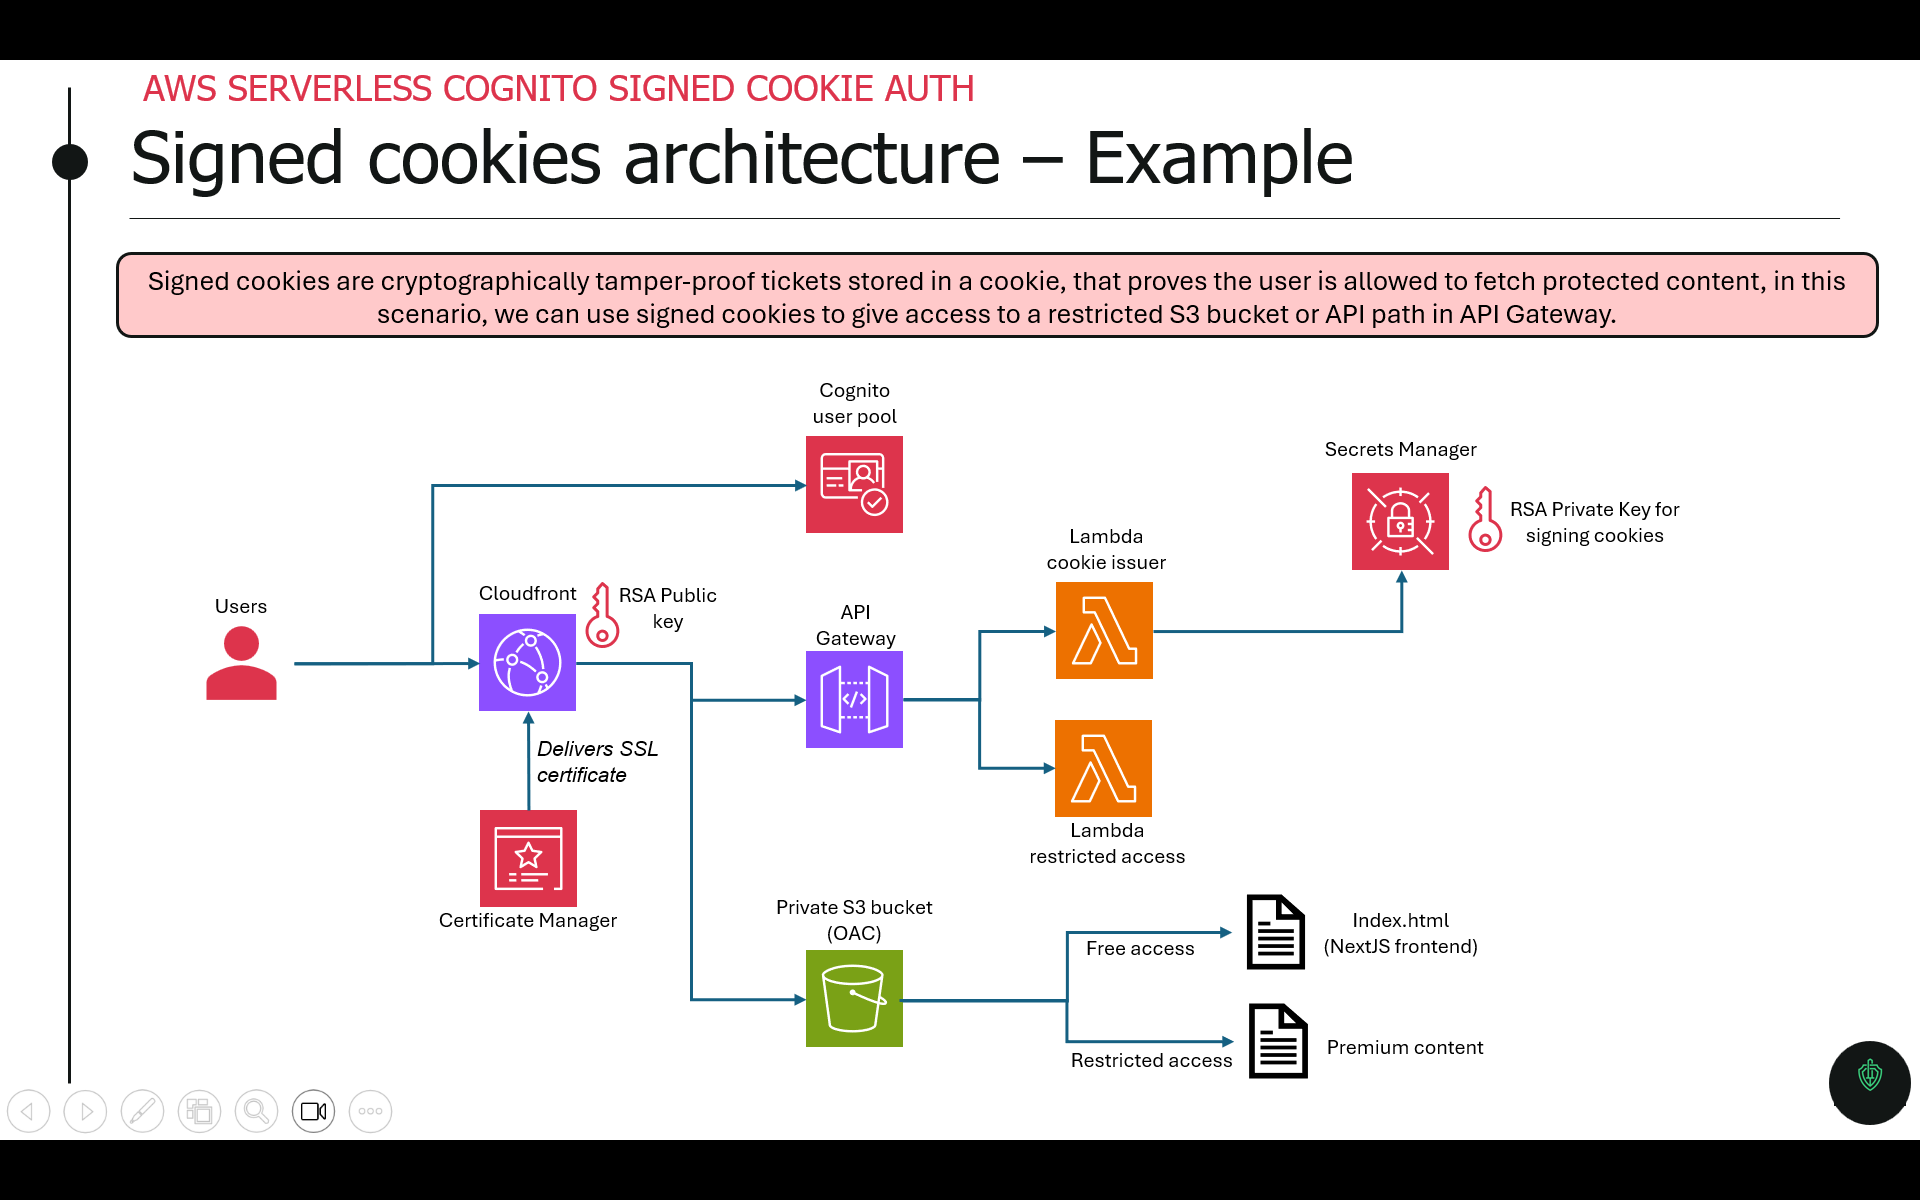 AWS SERVERLESS COGNITO SIGNED COOKIE AUTH
Signed cookies architecture – Example
Signed cookies are cryptographically tamper-proof tickets stored in a cookie, that proves the user is allowed to fetch protected content, in this
scenario, we can use signed cookies to give access to a restricted S3 bucket or API path in API Gateway.
Cognito
user pool
Secrets Manager
RSA Private Key for
signing cookies
Lambda
cookie issuer
Users
Cloudfront
RSA Public
key
API
Gateway
</>
Delivers SSL
certificate
Lambda
restricted access
Certificate Manager
Private S3 bucket
(OAC)
Free access
Index.html
(NextJS frontend)
Restricted access
Premium content